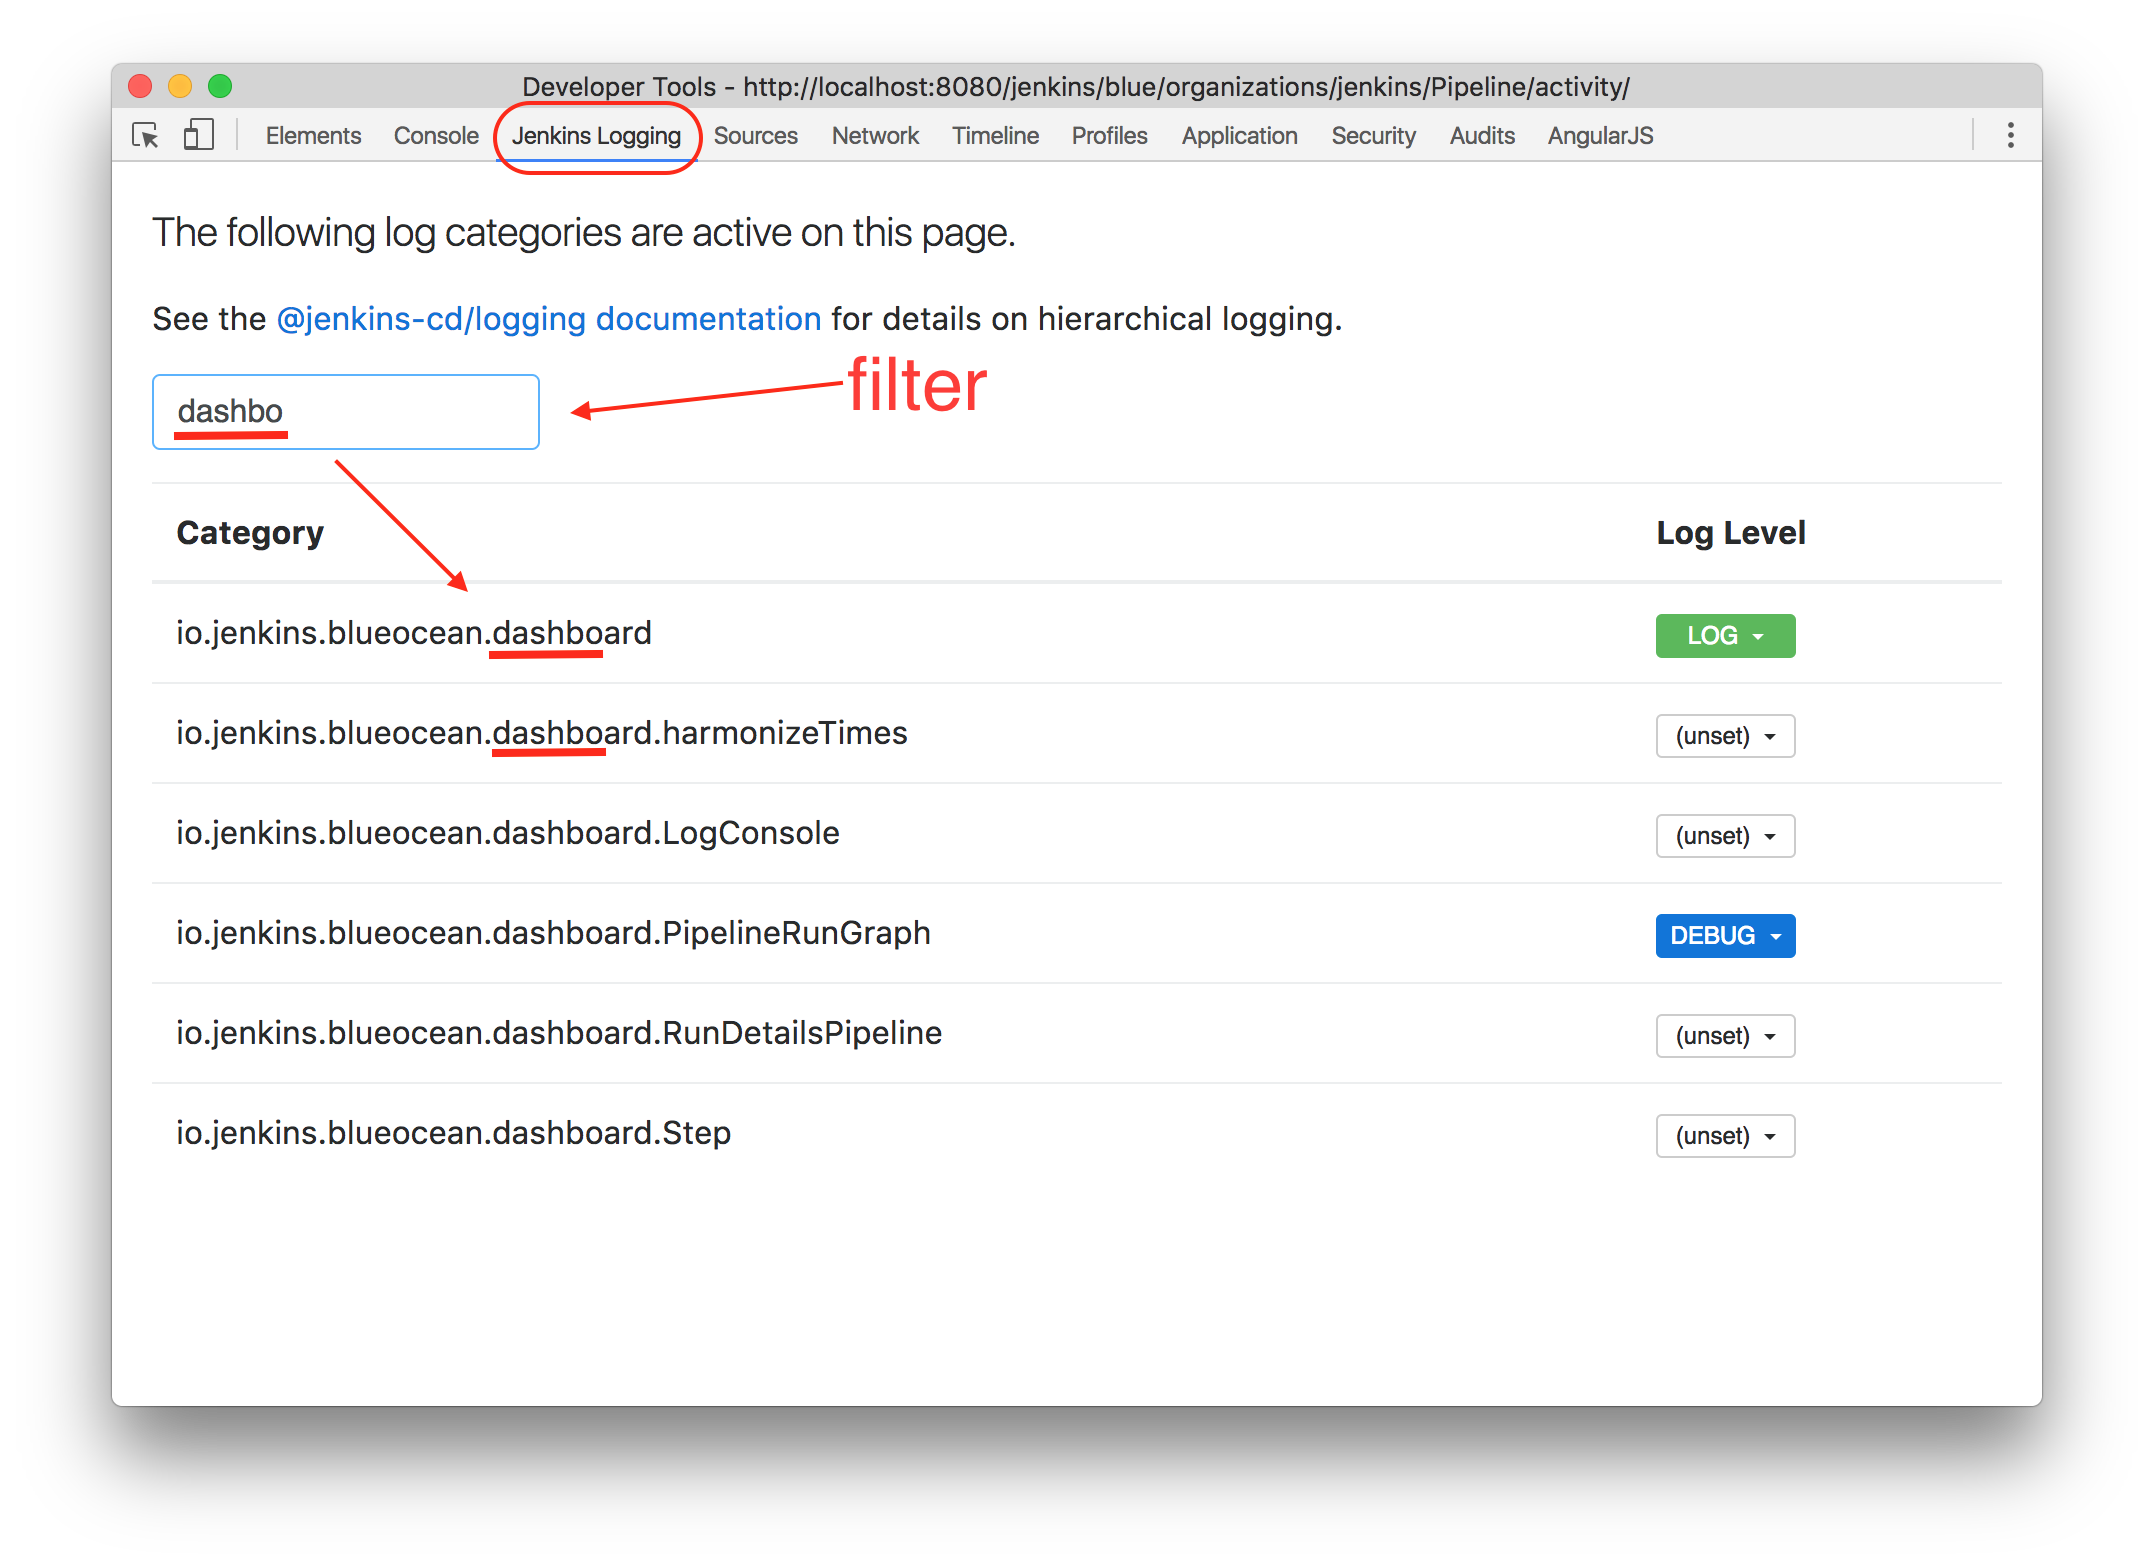 Developer Tools - http://localhost:8080/jenkins/blue/organizations/jenkins/Pipeline/activity/
Elements Console Jenkins Logging Sources Network Timeline Profiles Application Security Audits AngularJS
The following log categories are active on this page.
See the @jenkins-cd/logging documentation for details on hierarchical logging.
filter
dashbo
Category Log Level
io.jenkins.blueocean.dashboard LOG
io.jenkins.blueocean.dashboard.harmonizeTimes (unset)
io.jenkins.blueocean.dashboard.LogConsole (unset)
io.jenkins.blueocean.dashboard.PipelineRunGraph DEBUG
io.jenkins.blueocean.dashboard.RunDetailsPipeline (unset)
io.jenkins.blueocean.dashboard.Step (unset)